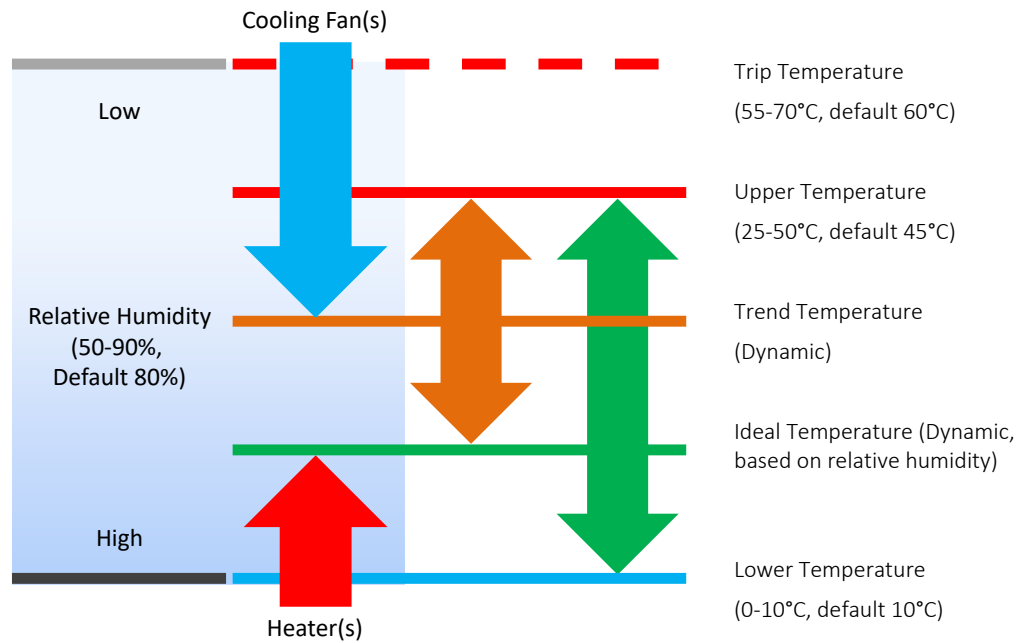 Cooling Fan(s)
Low
Trip Temperature
(55-70°C, default 60°C)
Upper Temperature
(25-50°C, default 45°C)
Relative Humidity
(50-90%,
Default 80%)
Trend Temperature
(Dynamic)
Ideal Temperature (Dynamic,
based on relative humidity)
High
Lower Temperature
(0-10°C, default 10°C)
Heater(s)